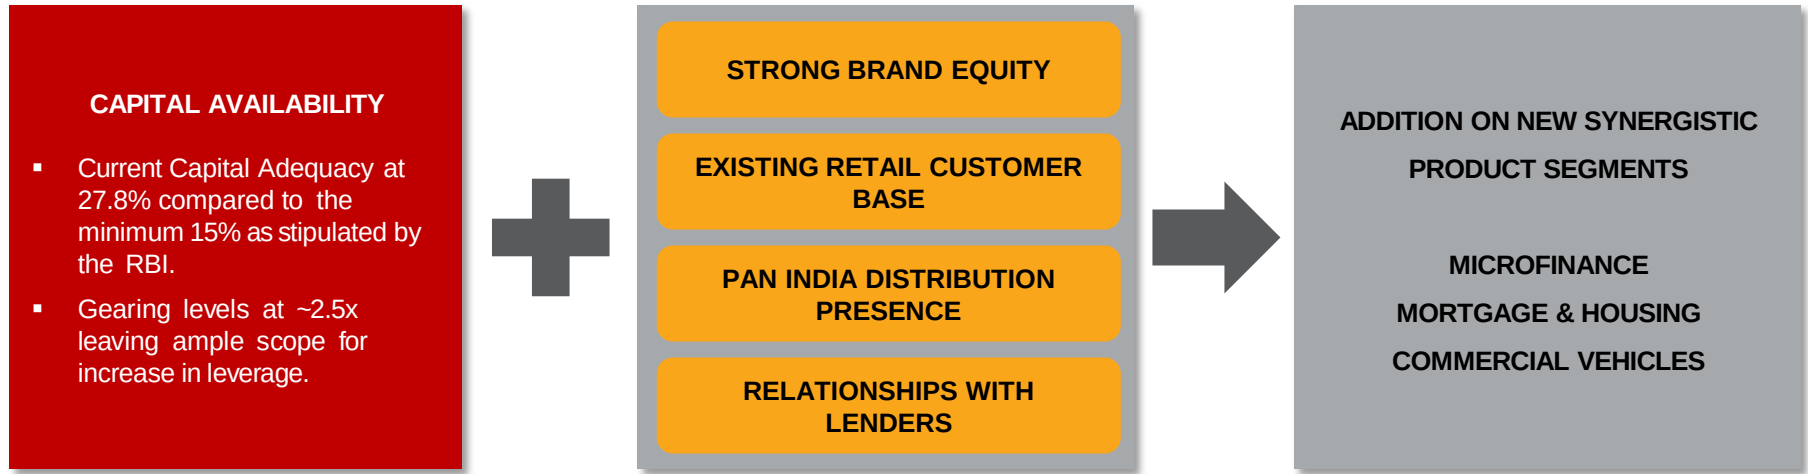 CAPITAL AVAILABILITY
▪ Current Capital Adequacy at
27.8% compared to the
minimum 15% as stipulated by
the RBI.
▪ Gearing levels at ~2.5x
leaving ample scope for
increase in leverage.
STRONG BRAND EQUITY
EXISTING RETAIL CUSTOMER
BASE
PAN INDIA DISTRIBUTION
PRESENCE
RELATIONSHIPS WITH
LENDERS
ADDITION ON NEW SYNERGISTIC
PRODUCT SEGMENTS
MICROFINANCE
MORTGAGE & HOUSING
COMMERCIAL VEHICLES